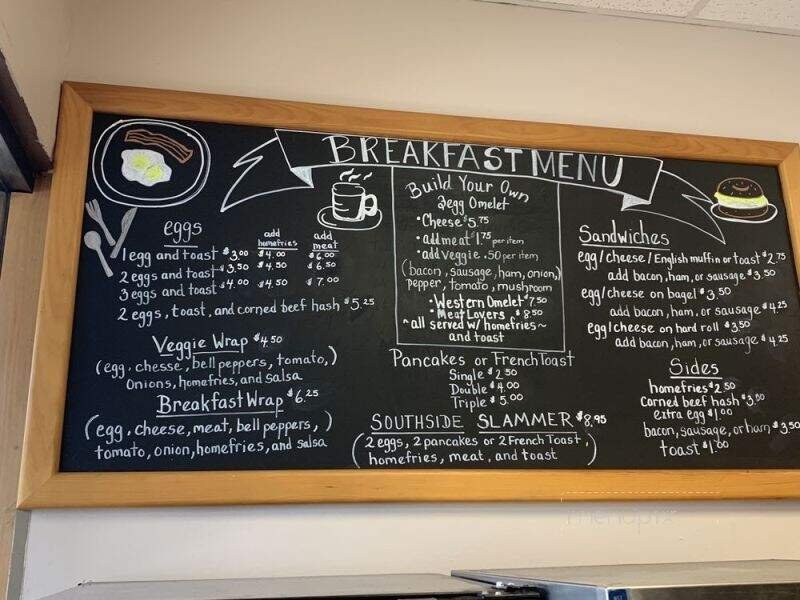 BREAKFAST MENU
eggs
add homefries
add meat
1 egg and toast $3.00 $4.00 $6.00
2 eggs and toast $3.50 $4.50 $6.50
3 eggs and toast $4.00 $4.50 $7.00
2 eggs, toast, and corned beef hash $5.25
Veggie Wrap $4.50
(egg, chesse, bell peppers, tomato,)
Onions, homefries, and salsa
Breakfast Wrap $6.25
(egg, cheese, meat, bell peppers,)
tomato, onion, homefries, and salsa
Build Your Own
2egg Omelet
•Cheese $5.75
•add meat $1.75 per item
•add veggie .50 per item
(bacon, sausage, ham, onion,)
pepper, tomato, mushroom
•Western Omelet $7.50
•Meat Lovers $8.50
~all served w/ homefries~
and toast
Pancakes or French Toast
Single $2.50
Double $4.00
Triple $5.00
SOUTHSIDE SLAMMER $8.95
(2 eggs, 2 pancakes or 2 French Toast,)
homefries, meat, and toast
Sandwiches
egg/cheese/English muffin or toast $2.75
add bacon, ham, or sausage $3.50
egg/cheese on bagel $3.50
add bacon, ham, or sausage $4.25
egg/cheese on hard roll $3.50
add bacon, ham, or sausage $4.25
Sides
homefries $2.50
Corned beef hash $3.50
extra egg $1.00
bacon, sausage, or ham $3.50
toast $1.00
menupix